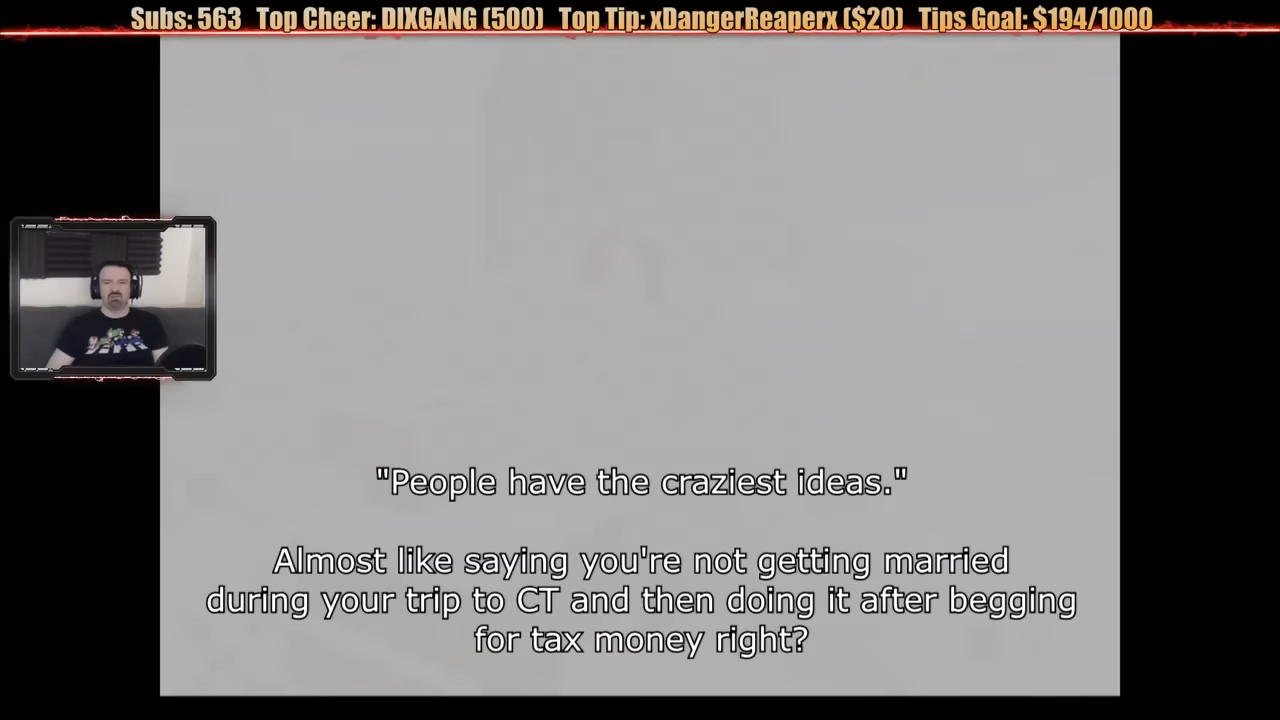 Subs: 563 Top Cheer: DIXGANG (500) Top Tip: xDangerReaperx ($20) Tips Goal: $194/1000
"People have the craziest ideas."
Almost like saying you're not getting married
during your trip to CT and then doing it after begging
for tax money right?